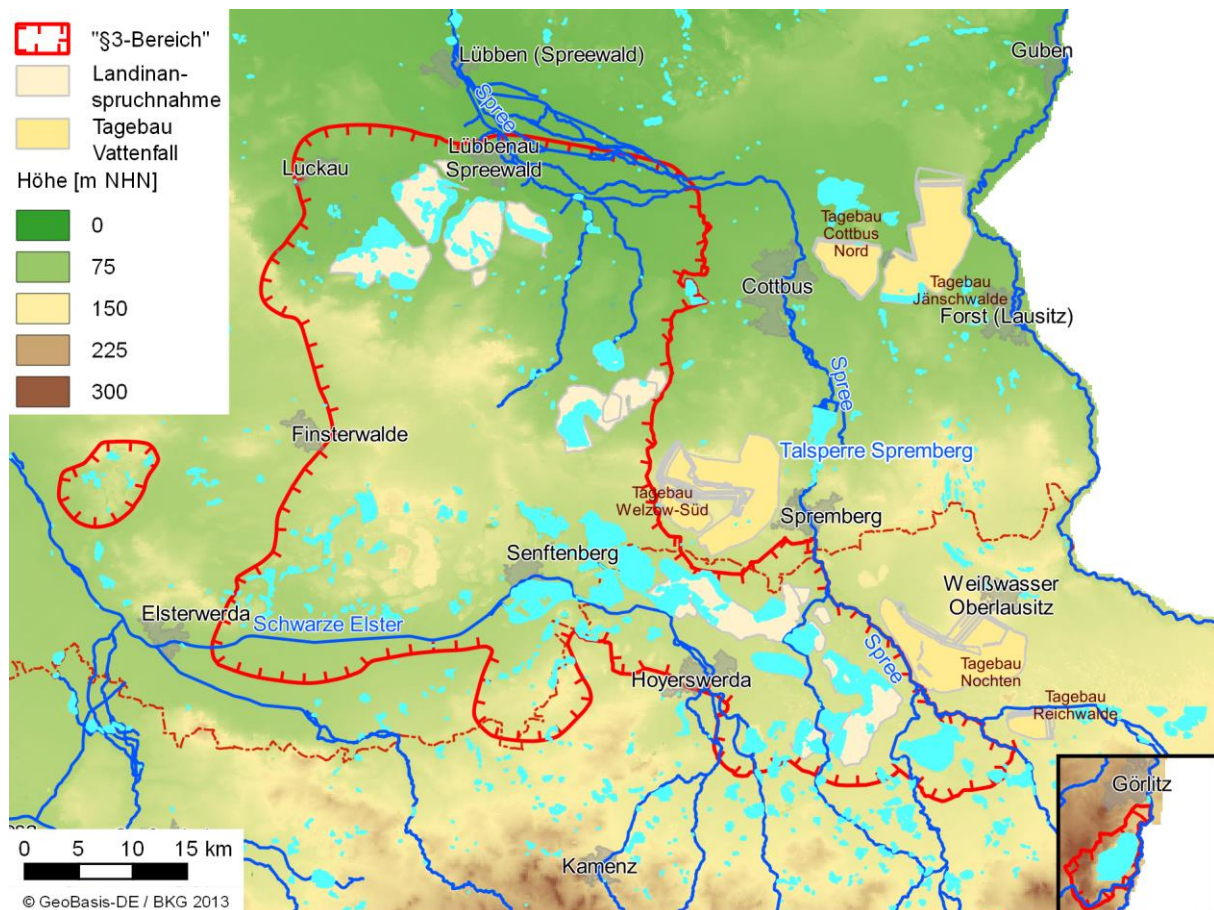 "§3-Bereich"
Landinan-
spruchnahme
Tagebau
Vattenfall
Höhe [m NHN]
0
75
150
225
300
Lübben (Spreewald)
Guben
Spree
Lübbenau
Spreewald
Luckau
Tagebau
Cottbus
Nord
Cottbus
Tagebau
Jänschwalde
Forst (Lausitz)
Spree
Finsterwalde
Talsperre Spremberg
Tagebau
Welzow-Süd
Spremberg
Senftenberg
Weißwasser
Oberlausitz
Elsterwerda
Schwarze Elster
Spree
Hoyerswerda
Tagebau
Nochten
Tagebau
Reichwalde
Görlitz
Kamenz
0 5 10 15 km
© GeoBasis-DE / BKG 2013